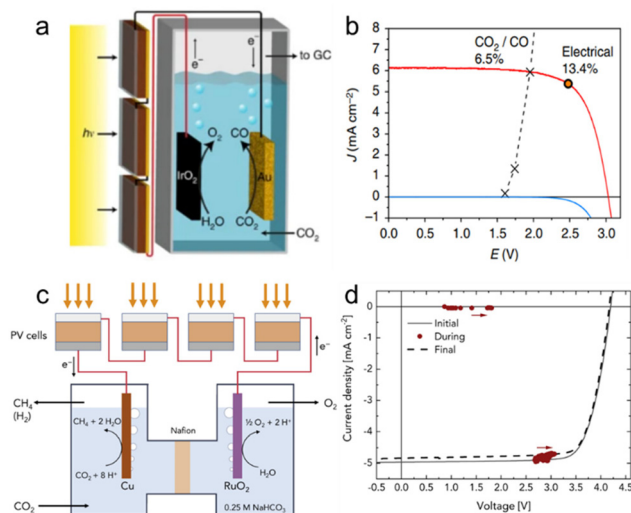 a
e⁻
e⁻
to GC
hν
O₂
CO
IrO₂
Au
H₂O
CO₂
CO₂
b
CO₂ / CO
6.5%
Electrical
13.4%
J (mA cm⁻²)
7
6
5
4
3
2
1
0
−1
0.0 0.5 1.0 1.5 2.0 2.5 3.0
E (V)
c
PV cells
e⁻
e⁻
CH₄
(H₂)
O₂
Nafion
CH₄ + 2 H₂O
½ O₂ + 2 H⁺
CO₂ + 8 H⁺
H₂O
Cu
RuO₂
CO₂
0.25 M NaHCO₃
d
Initial
During
Final
Current density [mA cm⁻²]
0
-1
-2
-3
-4
-5
-0.5 0.0 0.5 1.0 1.5 2.0 2.5 3.0 3.5 4.0 4.5
Voltage [V]